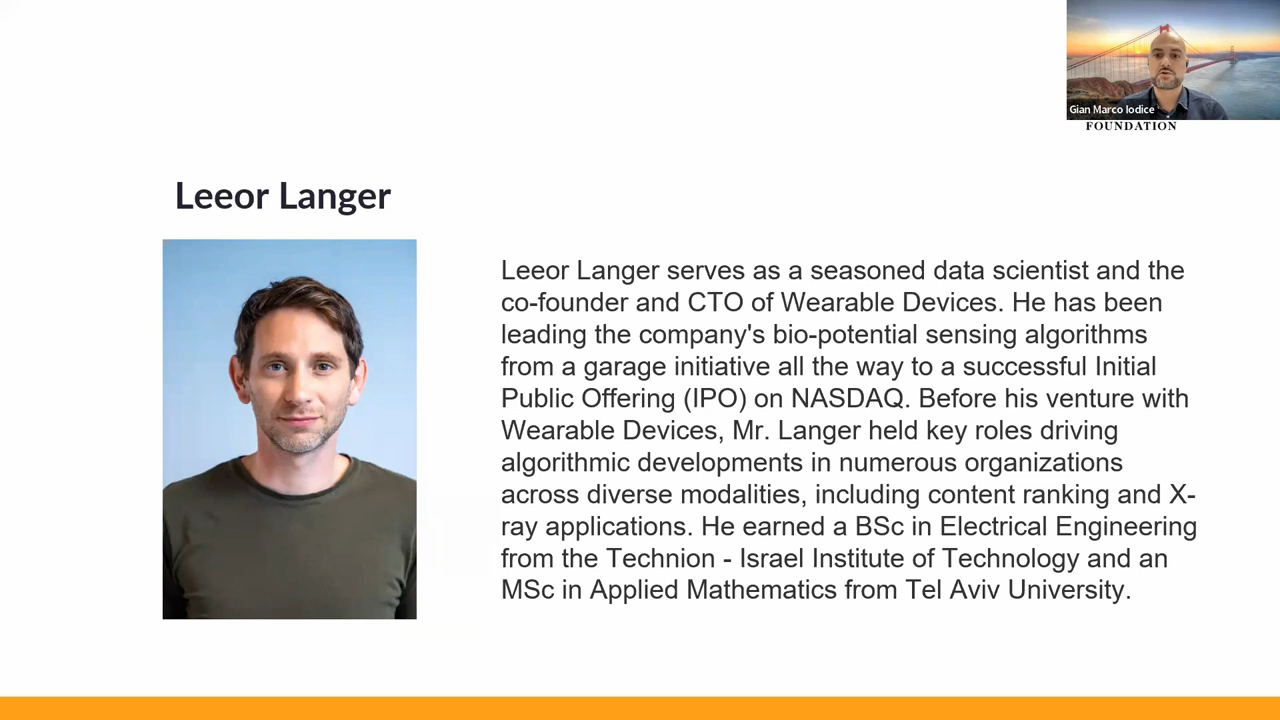 Gian Marco Iodice
FOUNDATION
Leeor Langer
Leeor Langer serves as a seasoned data scientist and the
co-founder and CTO of Wearable Devices. He has been
leading the company's bio-potential sensing algorithms
from a garage initiative all the way to a successful Initial
Public Offering (IPO) on NASDAQ. Before his venture with
Wearable Devices, Mr. Langer held key roles driving
algorithmic developments in numerous organizations
across diverse modalities, including content ranking and X-
ray applications. He earned a BSc in Electrical Engineering
from the Technion - Israel Institute of Technology and an
MSc in Applied Mathematics from Tel Aviv University.